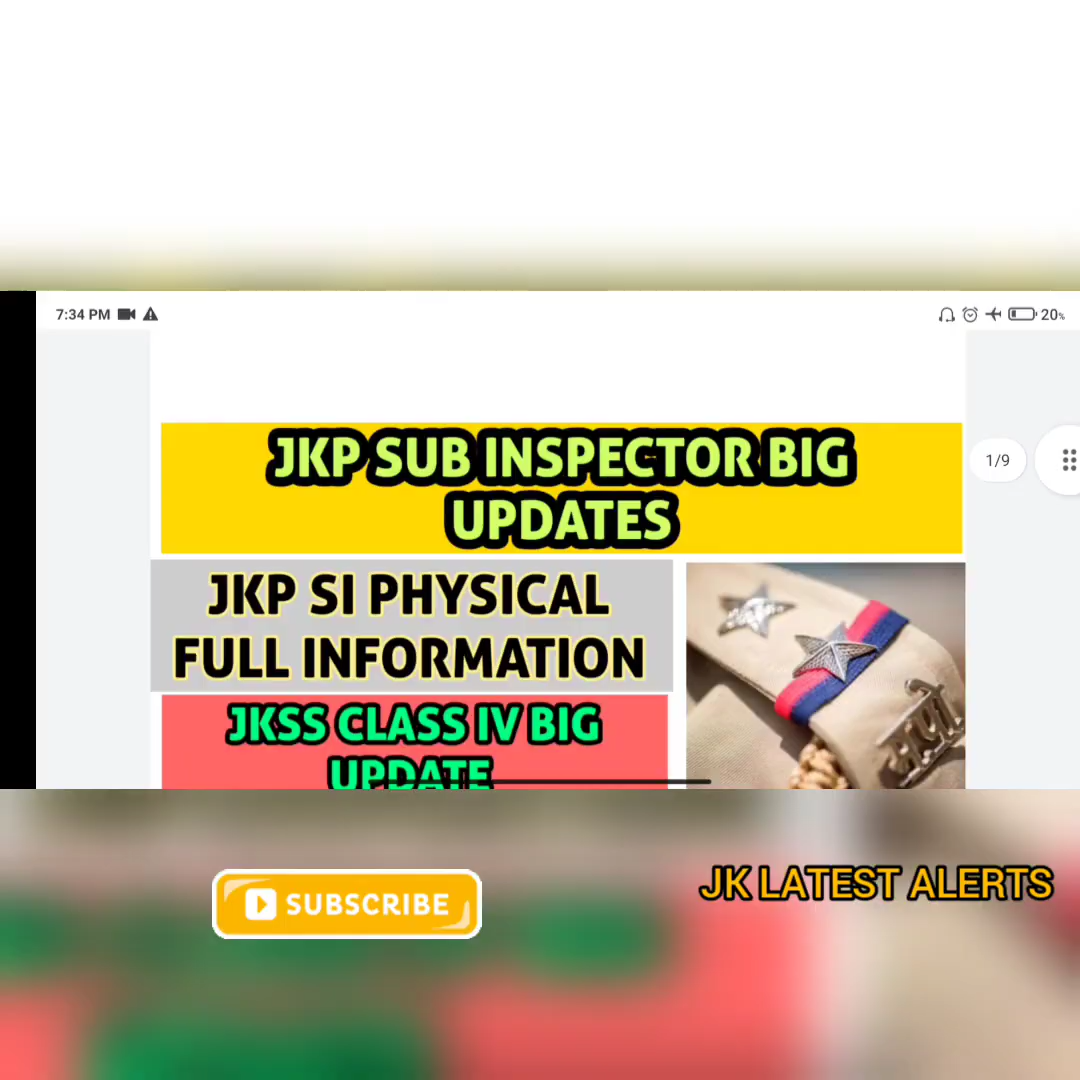 7:34 PM
20%
JKP SUB INSPECTOR BIG
UPDATES
1/9
JKP SI PHYSICAL
FULL INFORMATION
JKSS CLASS IV BIG
UPDATE
SUBSCRIBE
JK LATEST ALERTS